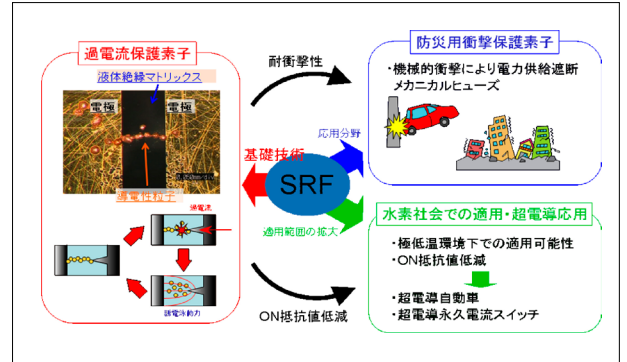 過電流保護素子
液体絶縁マトリックス
電極
電極
導電性粒子
過電流
誘電泳動力
耐衝撃性
応用分野
基礎技術
SRF
適用範囲の拡大
ON抵抗値低減
防災用衝撃保護素子
・機械的衝撃により電力供給遮断
メカニカルヒューズ
水素社会での適用・超電導応用
・極低温環境下での適用可能性
・ON抵抗値低減
・超電導自動車
・超電導永久電流スイッチ